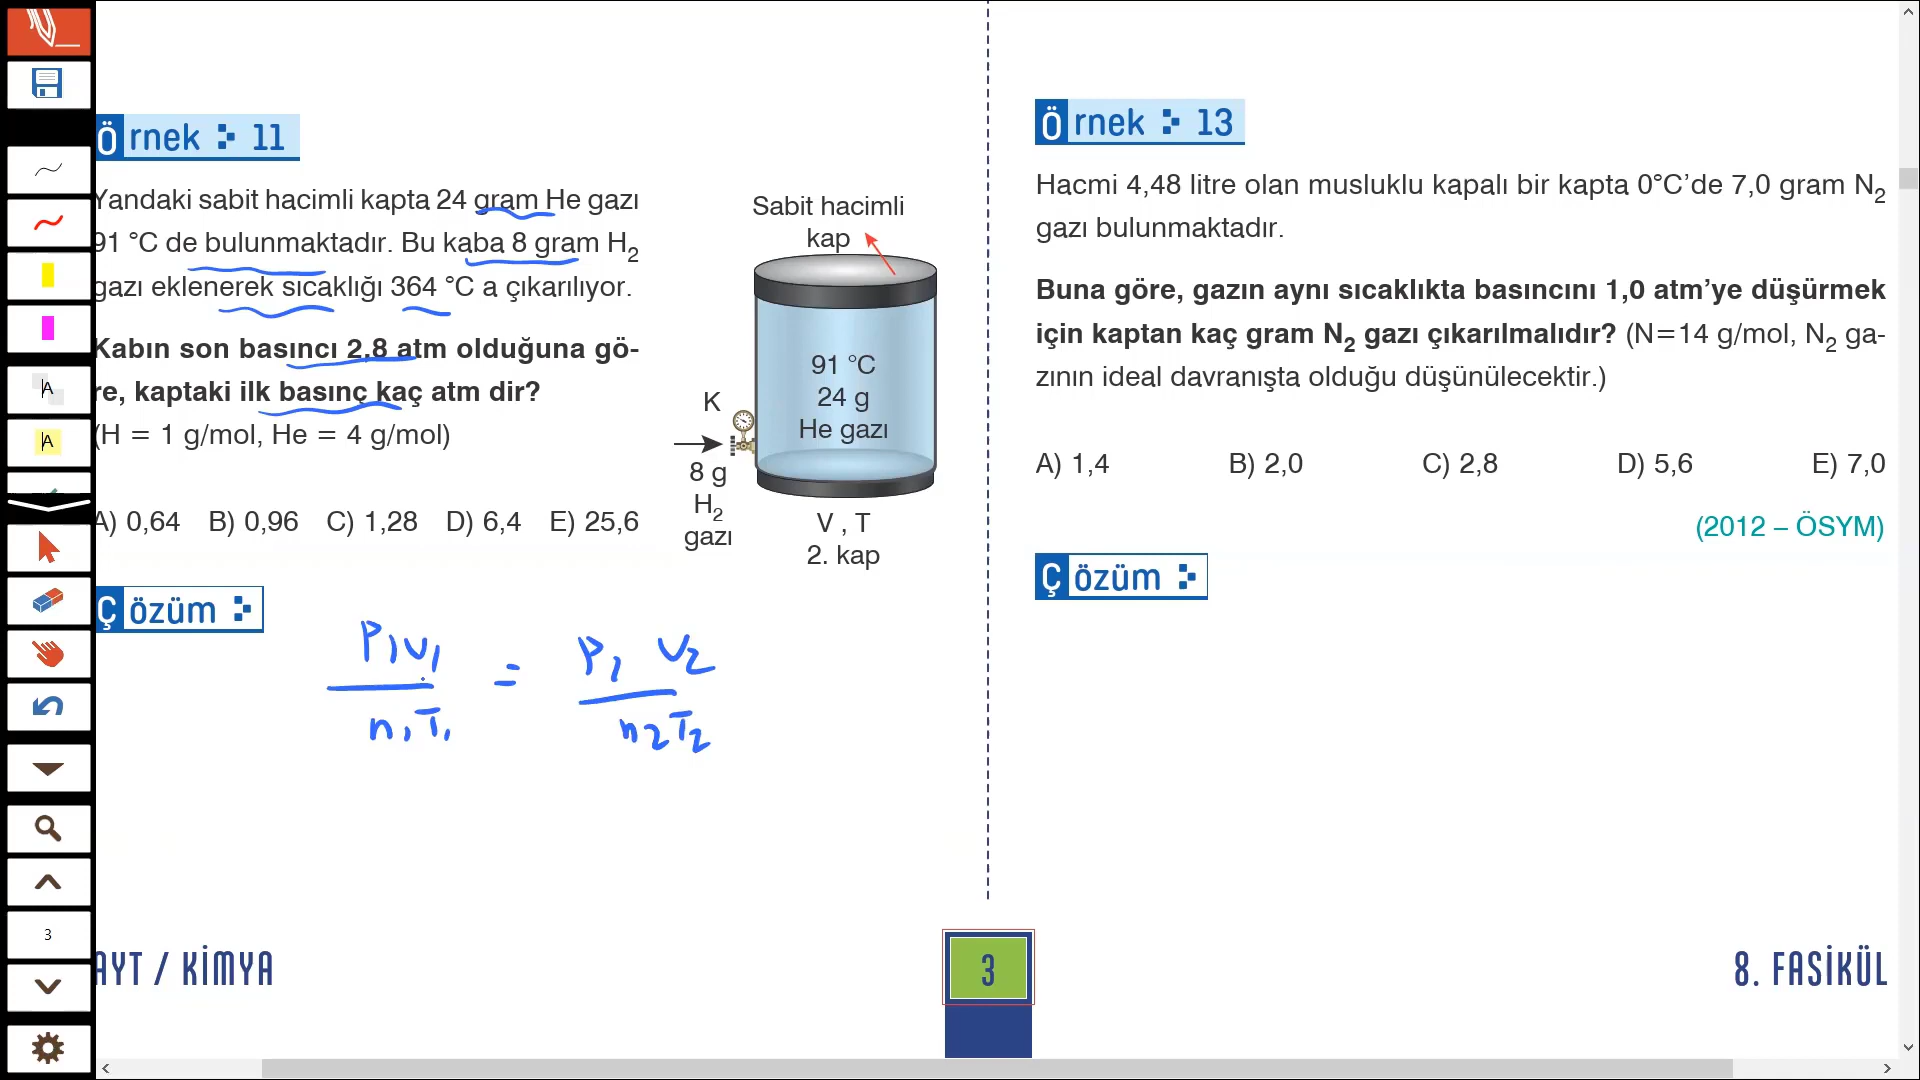 Örnek 11
Yandaki sabit hacimli kapta 24 gram He gazı
91 °C de bulunmaktadır. Bu kaba 8 gram H2
gazı eklenerek sıcaklığı 364 °C a çıkarılıyor.
Kabın son basıncı 2,8 atm olduğuna gö-
re, kaptaki ilk basınç kaç atm dir?
(H = 1 g/mol, He = 4 g/mol)
A) 0,64 B) 0,96 C) 1,28 D) 6,4 E) 25,6
Sabit hacimli
kap
91 °C
24 g
He gazı
K
8 g
H2
gazı
V , T
2. kap
Çözüm
P1V1 = P2 V2
n1T1 n2T2
Örnek 13
Hacmi 4,48 litre olan musluklu kapalı bir kapta 0°C’de 7,0 gram N2
gazı bulunmaktadır.
Buna göre, gazın aynı sıcaklıkta basıncını 1,0 atm’ye düşürmek
için kaptan kaç gram N2 gazı çıkarılmalıdır? (N=14 g/mol, N2 ga-
zının ideal davranışta olduğu düşünülecektir.)
A) 1,4 B) 2,0 C) 2,8 D) 5,6 E) 7,0
(2012 – ÖSYM)
Çözüm
AYT / KİMYA
3
8. FASİKÜL
A
A
3